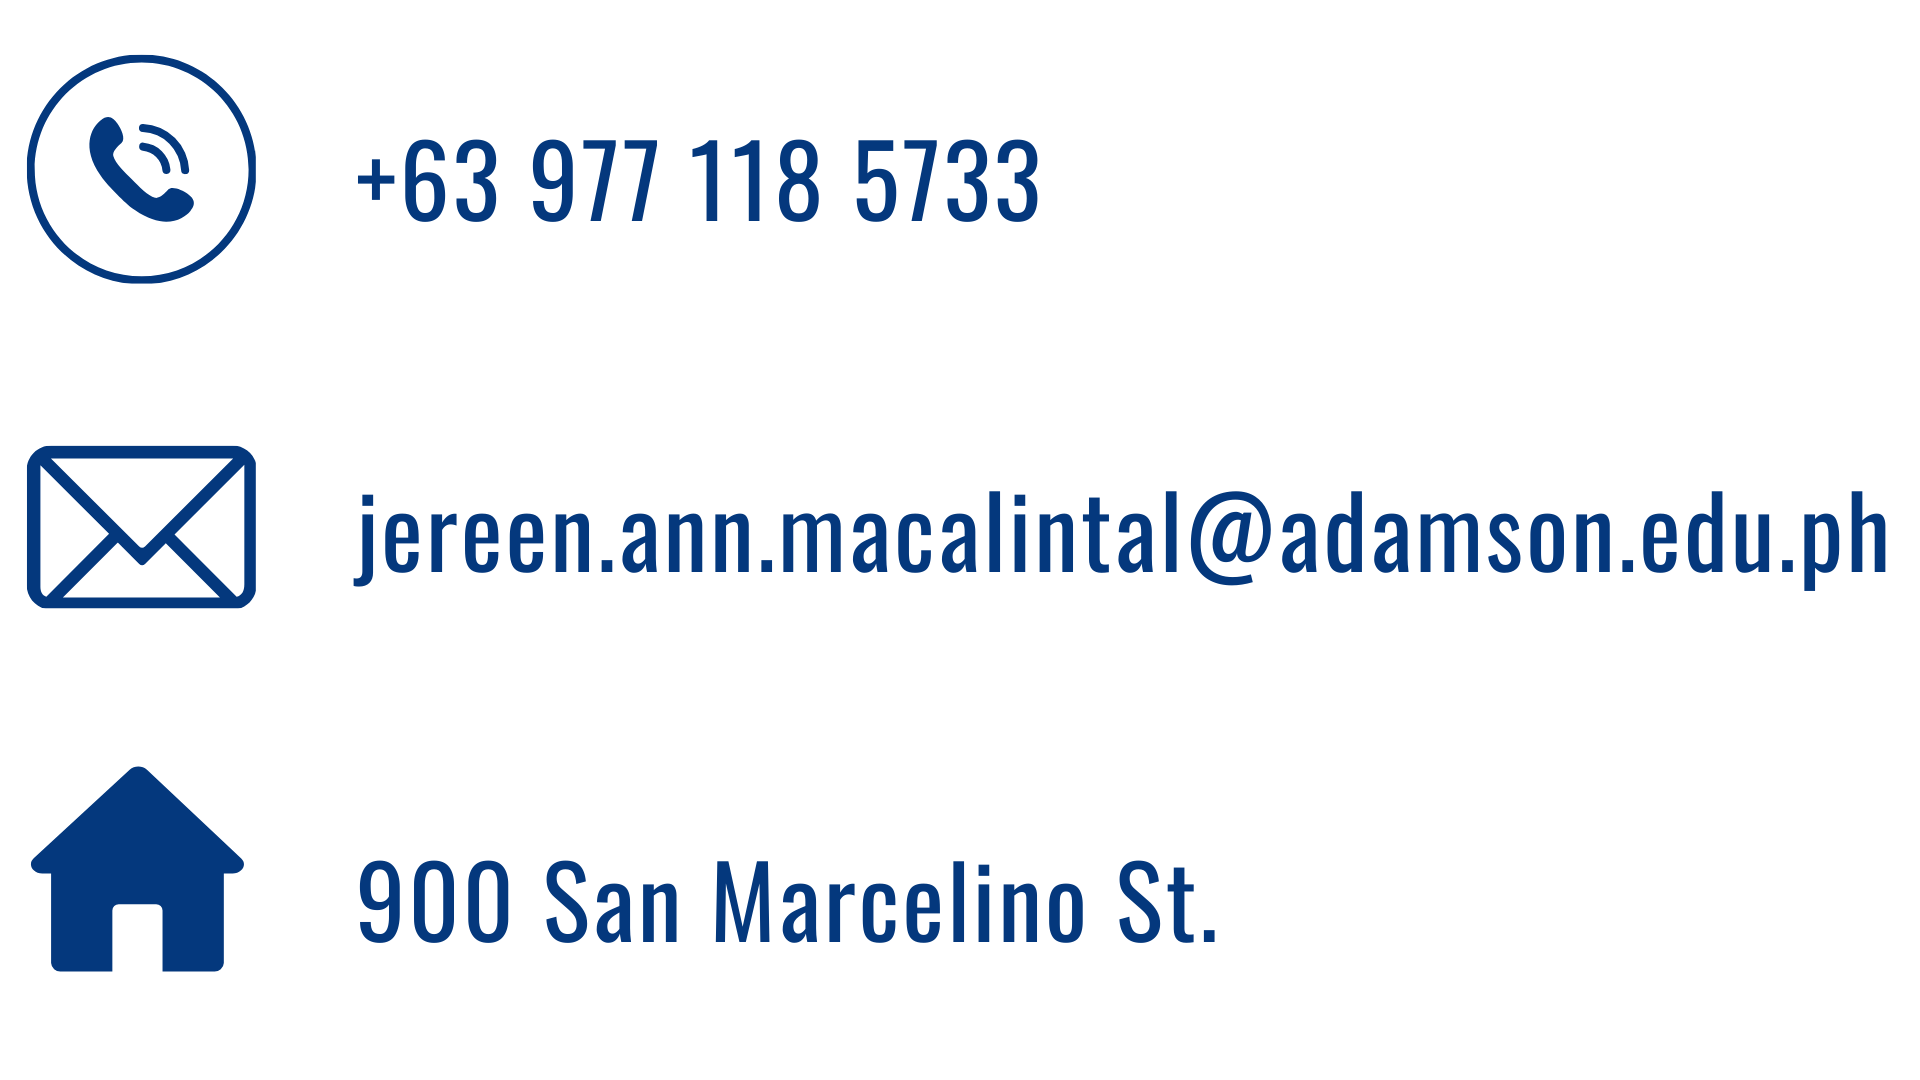 +63 977 118 5733
jereen.ann.macalintal@adamson.edu.ph
900 San Marcelino St.